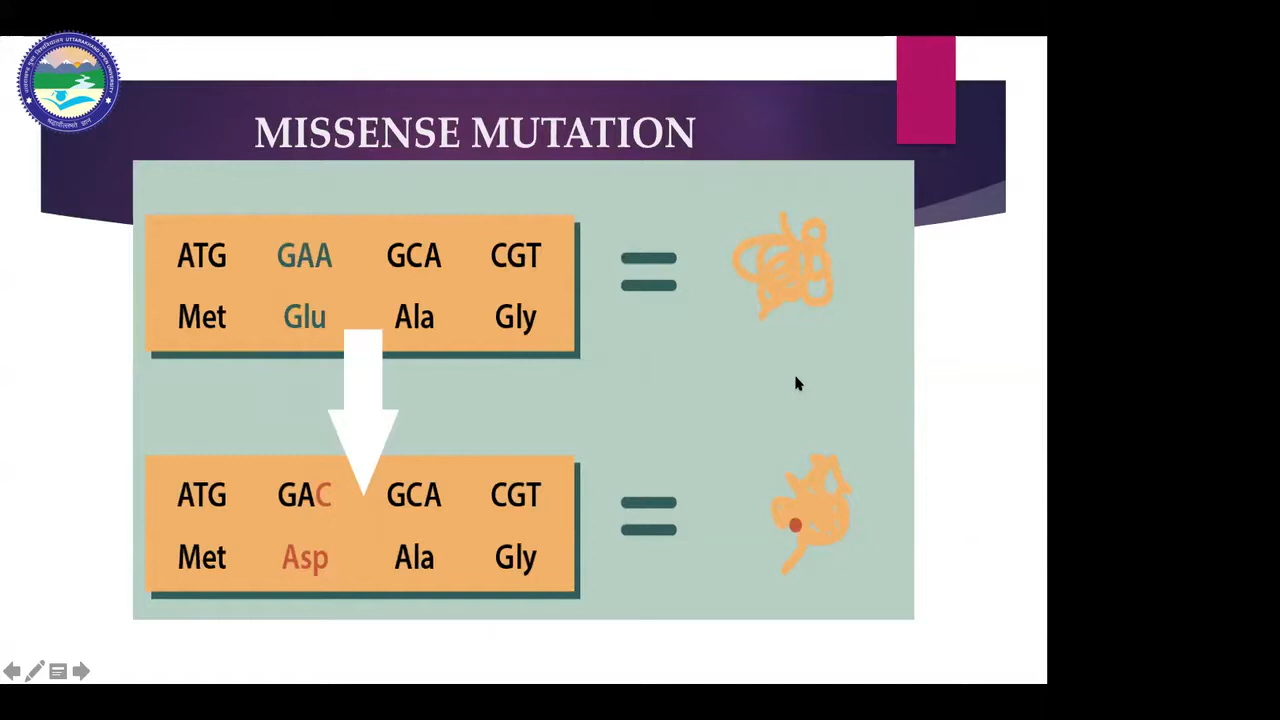 MISSENSE MUTATION
ATG GAA GCA CGT
Met Glu Ala Gly
ATG GAC GCA CGT
Met Asp Ala Gly